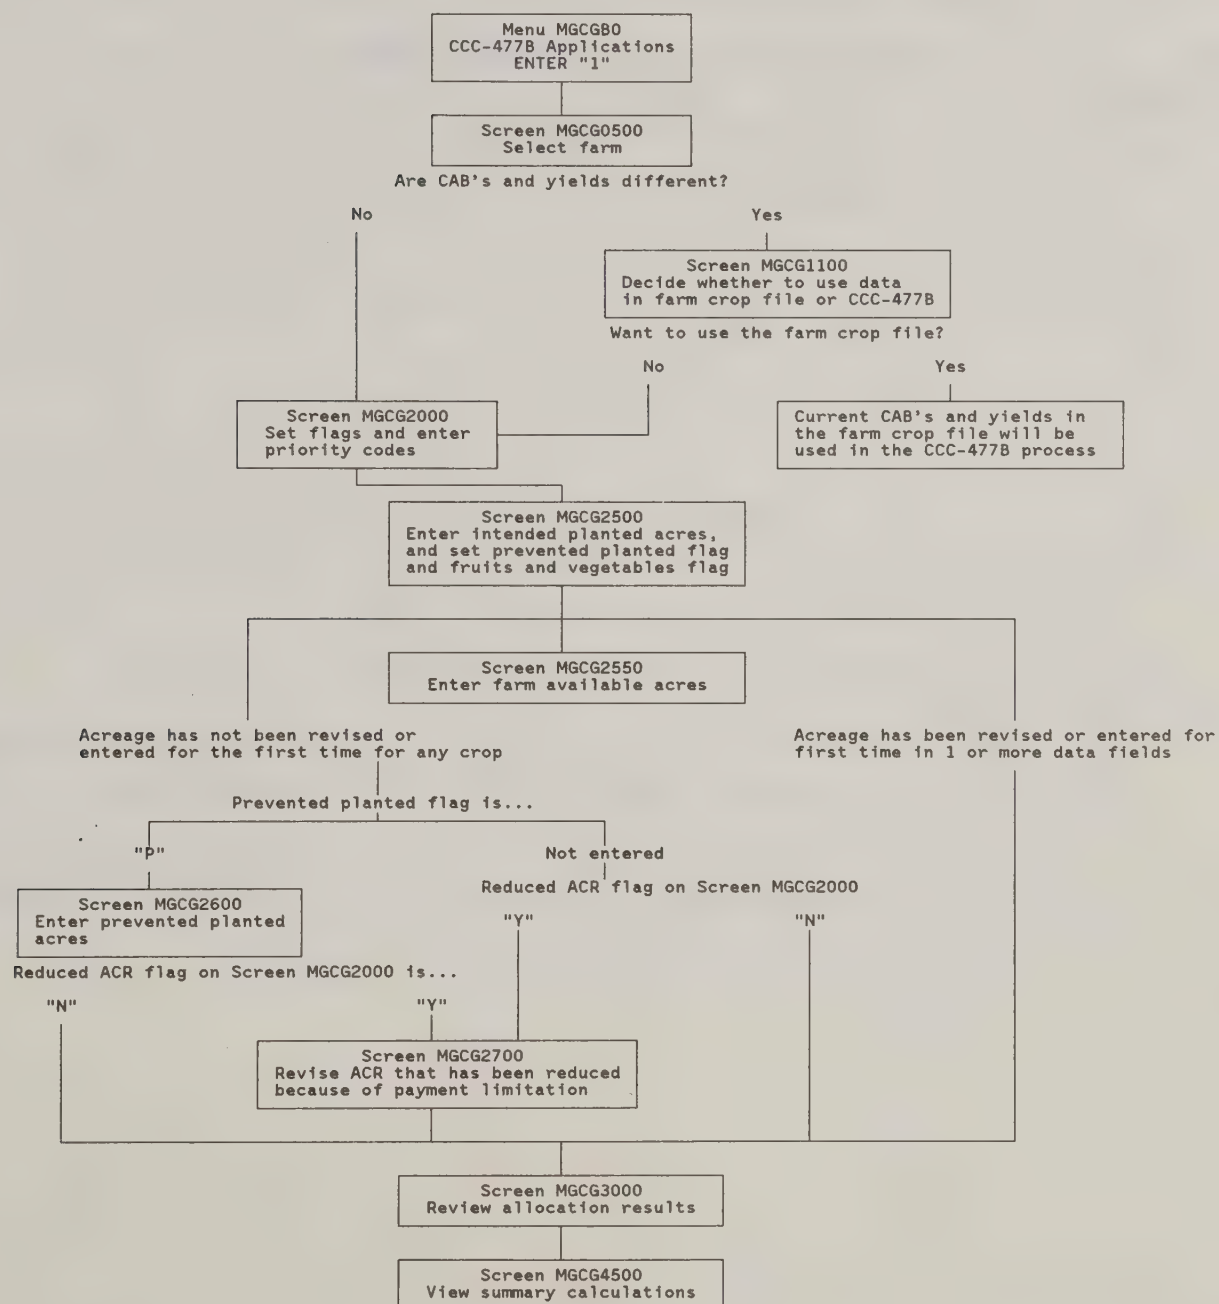 Menu MGCGB0
CCC-477B Applications
ENTER "1"
Screen MGCG0500
Select farm
Are CAB's and yields different?
No
Yes
Screen MGCG1100
Decide whether to use data
in farm crop file or CCC-477B
Want to use the farm crop file?
No
Yes
Screen MGCG2000
Set flags and enter
priority codes
Current CAB's and yields in
the farm crop file will be
used in the CCC-477B process
Screen MGCG2500
Enter intended planted acres,
and set prevented planted flag
and fruits and vegetables flag
Screen MGCG2550
Enter farm available acres
Acreage has not been revised or
entered for the first time for any crop
Acreage has been revised or entered for
first time in 1 or more data fields
Prevented planted flag is...
"P"
Not entered
Reduced ACR flag on Screen MGCG2000
Screen MGCG2600
Enter prevented planted
acres
"Y"
"N"
Reduced ACR flag on Screen MGCG2000 is...
"N"
"Y"
Screen MGCG2700
Revise ACR that has been reduced
because of payment limitation
Screen MGCG3000
Review allocation results
Screen MGCG4500
View summary calculations